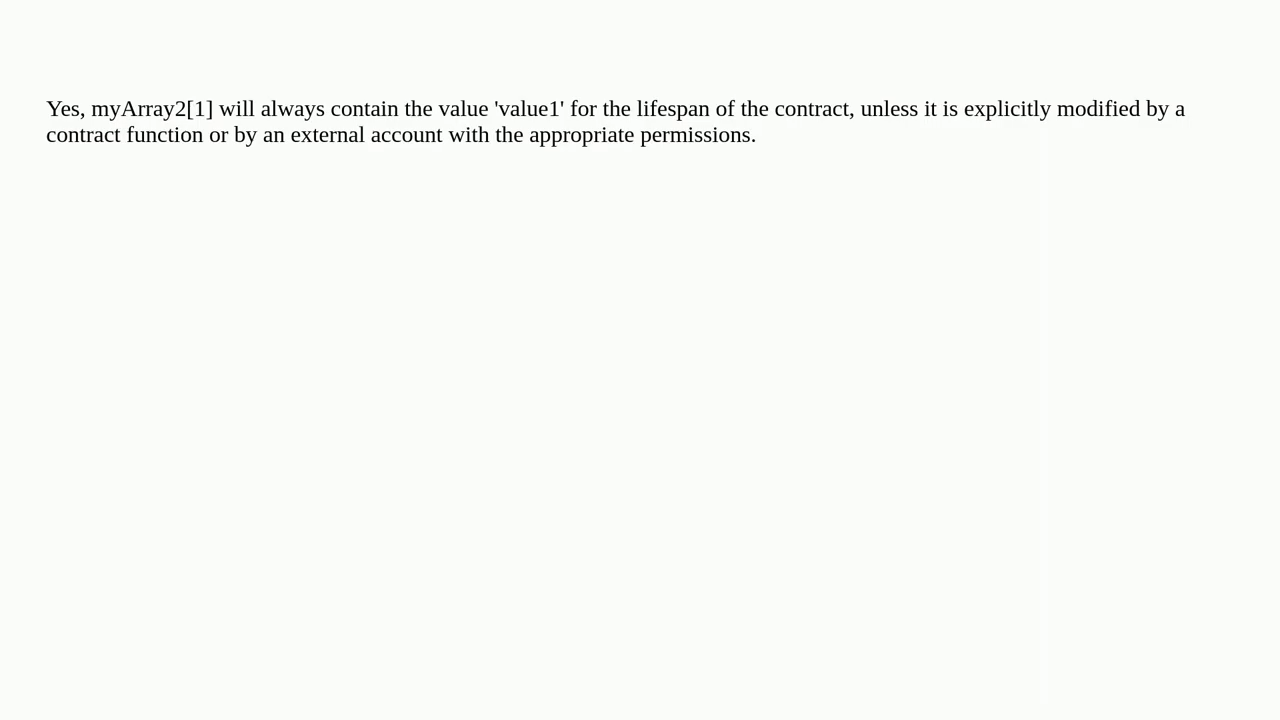 Yes, myArray2[1] will always contain the value 'value1' for the lifespan of the contract, unless it is explicitly modified by a
contract function or by an external account with the appropriate permissions.